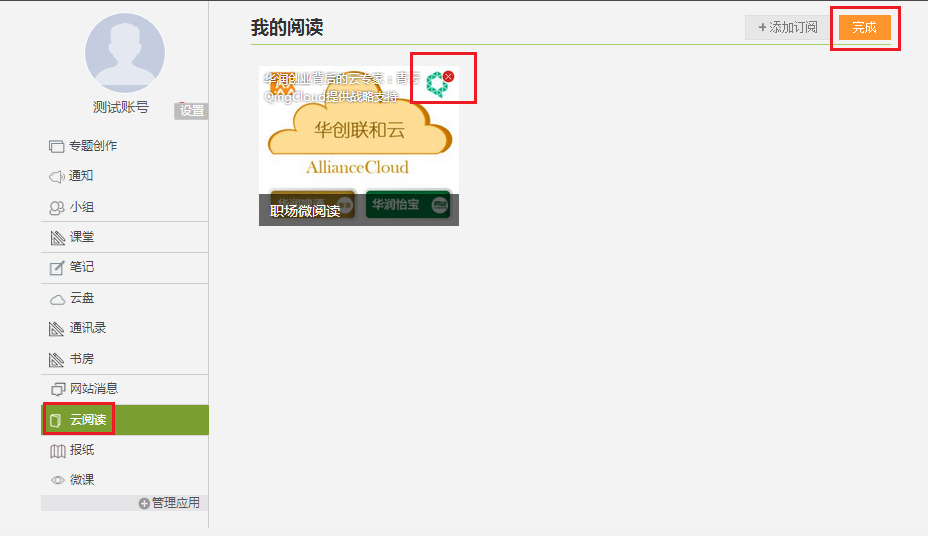 测试账号
设置
专题创作
通知
小组
课堂
笔记
云盘
通讯录
书房
网站消息
云阅读
报纸
微课
管理应用
我的阅读
+ 添加订阅
完成
华润创业背后的云专家：青云
QingCloud提供战略支持
华创联和云
AllianceCloud
华润怡宝
职场微阅读